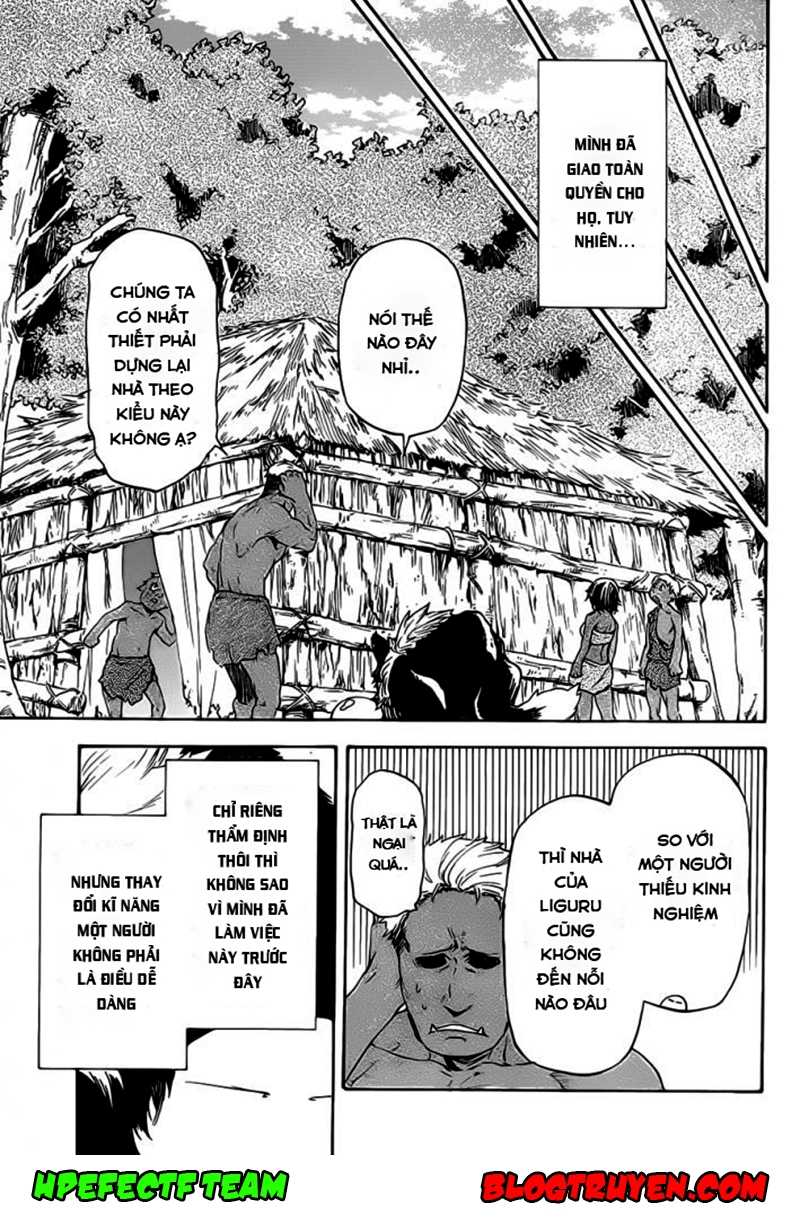 MÌNH ĐÃ
GIAO TOÀN
QUYỀN CHO
HỌ, TUY
NHIÊN...
NÓI THẾ
NÀO ĐÂY
NHỈ..
CHÚNG TA
CÓ NHẤT
THIẾT PHẢI
DỰNG LẠI
NHÀ THEO
KIỂU NÀY
KHÔNG Ạ?
SO VỚI
MỘT NGƯỜI
THIẾU KINH
NGHIỆM
THÌ NHÀ
CỦA
LIGURU
CŨNG
KHÔNG
ĐẾN NỖI
NÀO ĐÂU
THẬT LÀ
NGẠI
QUÁ..
CHỈ RIÊNG
THẨM ĐỊNH
THÔI THÌ
KHÔNG SAO
VÌ MÌNH ĐÃ
LÀM VIỆC
NÀY TRƯỚC
ĐÂY
NHƯNG THAY
ĐỔI KĨ NĂNG
MỘT NGƯỜI
KHÔNG PHẢI
LÀ ĐIỀU DỄ
DÀNG
HPEFECTF TEAM
BLOGTRUYEN.COM